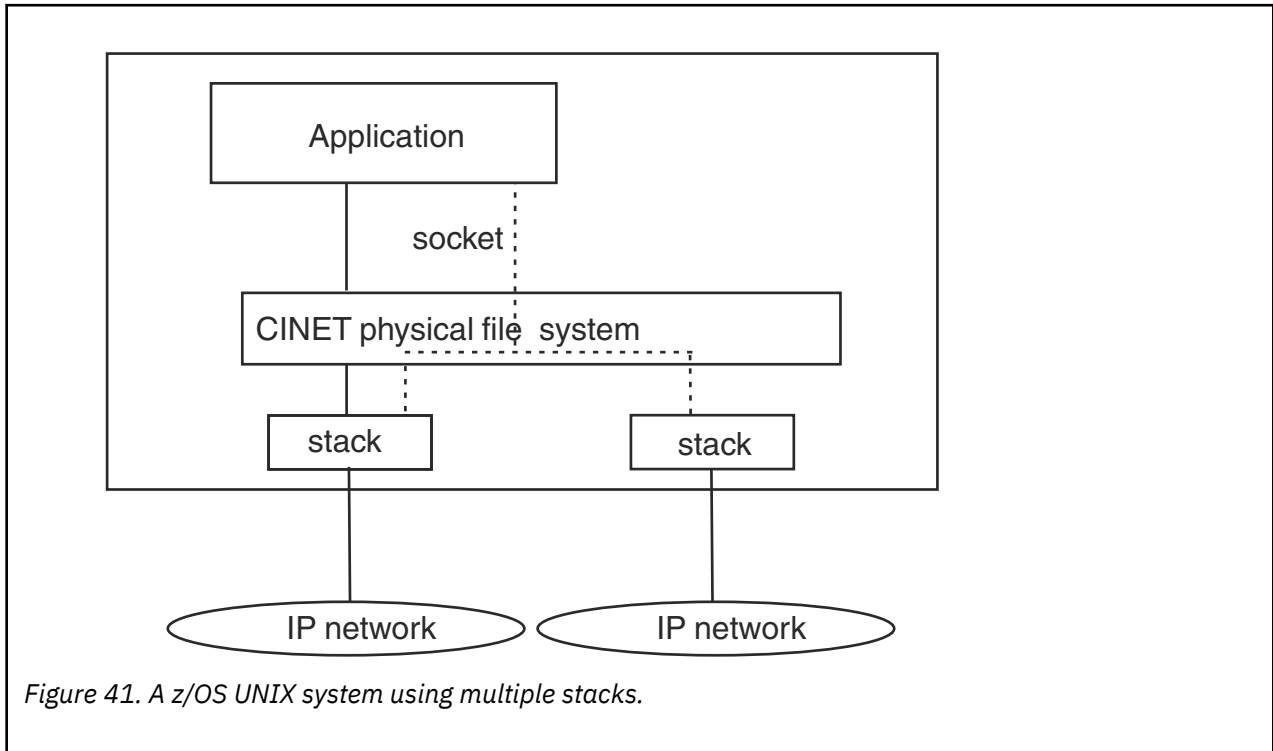 Application
socket
CINET physical file system
stack
stack
IP network
IP network
Figure 41. A z/OS UNIX system using multiple stacks.